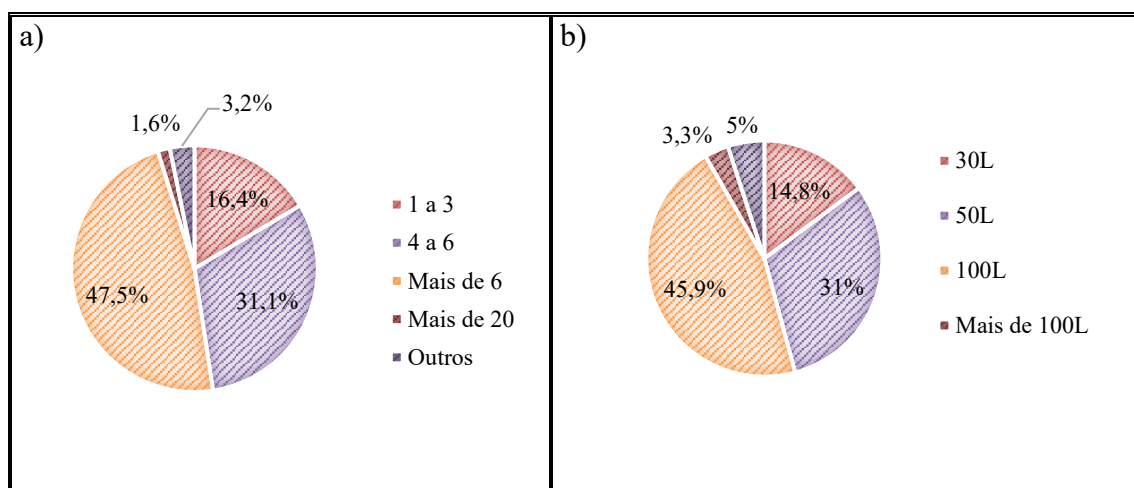 a)
3,2%
1,6%
16,4%
47,5%
31,1%
1 a 3
4 a 6
Mais de 6
Mais de 20
Outros
b)
5%
3,3%
14,8%
45,9%
31%
30L
50L
100L
Mais de 100L